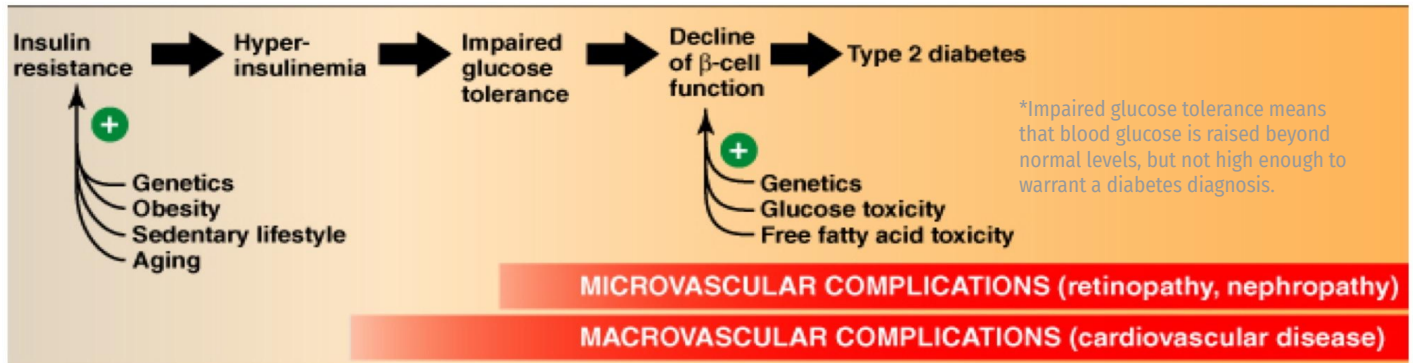 Insulin
resistance
Hyper-
insulinemia
Impaired
glucose
tolerance
Decline
of β-cell
function
Type 2 diabetes
*Impaired glucose tolerance means
that blood glucose is raised beyond
normal levels, but not high enough to
warrant a diabetes diagnosis.
+
Genetics
Obesity
Sedentary lifestyle
Aging
+
Genetics
Glucose toxicity
Free fatty acid toxicity
MICROVASCULAR COMPLICATIONS (retinopathy, nephropathy)
MACROVASCULAR COMPLICATIONS (cardiovascular disease)